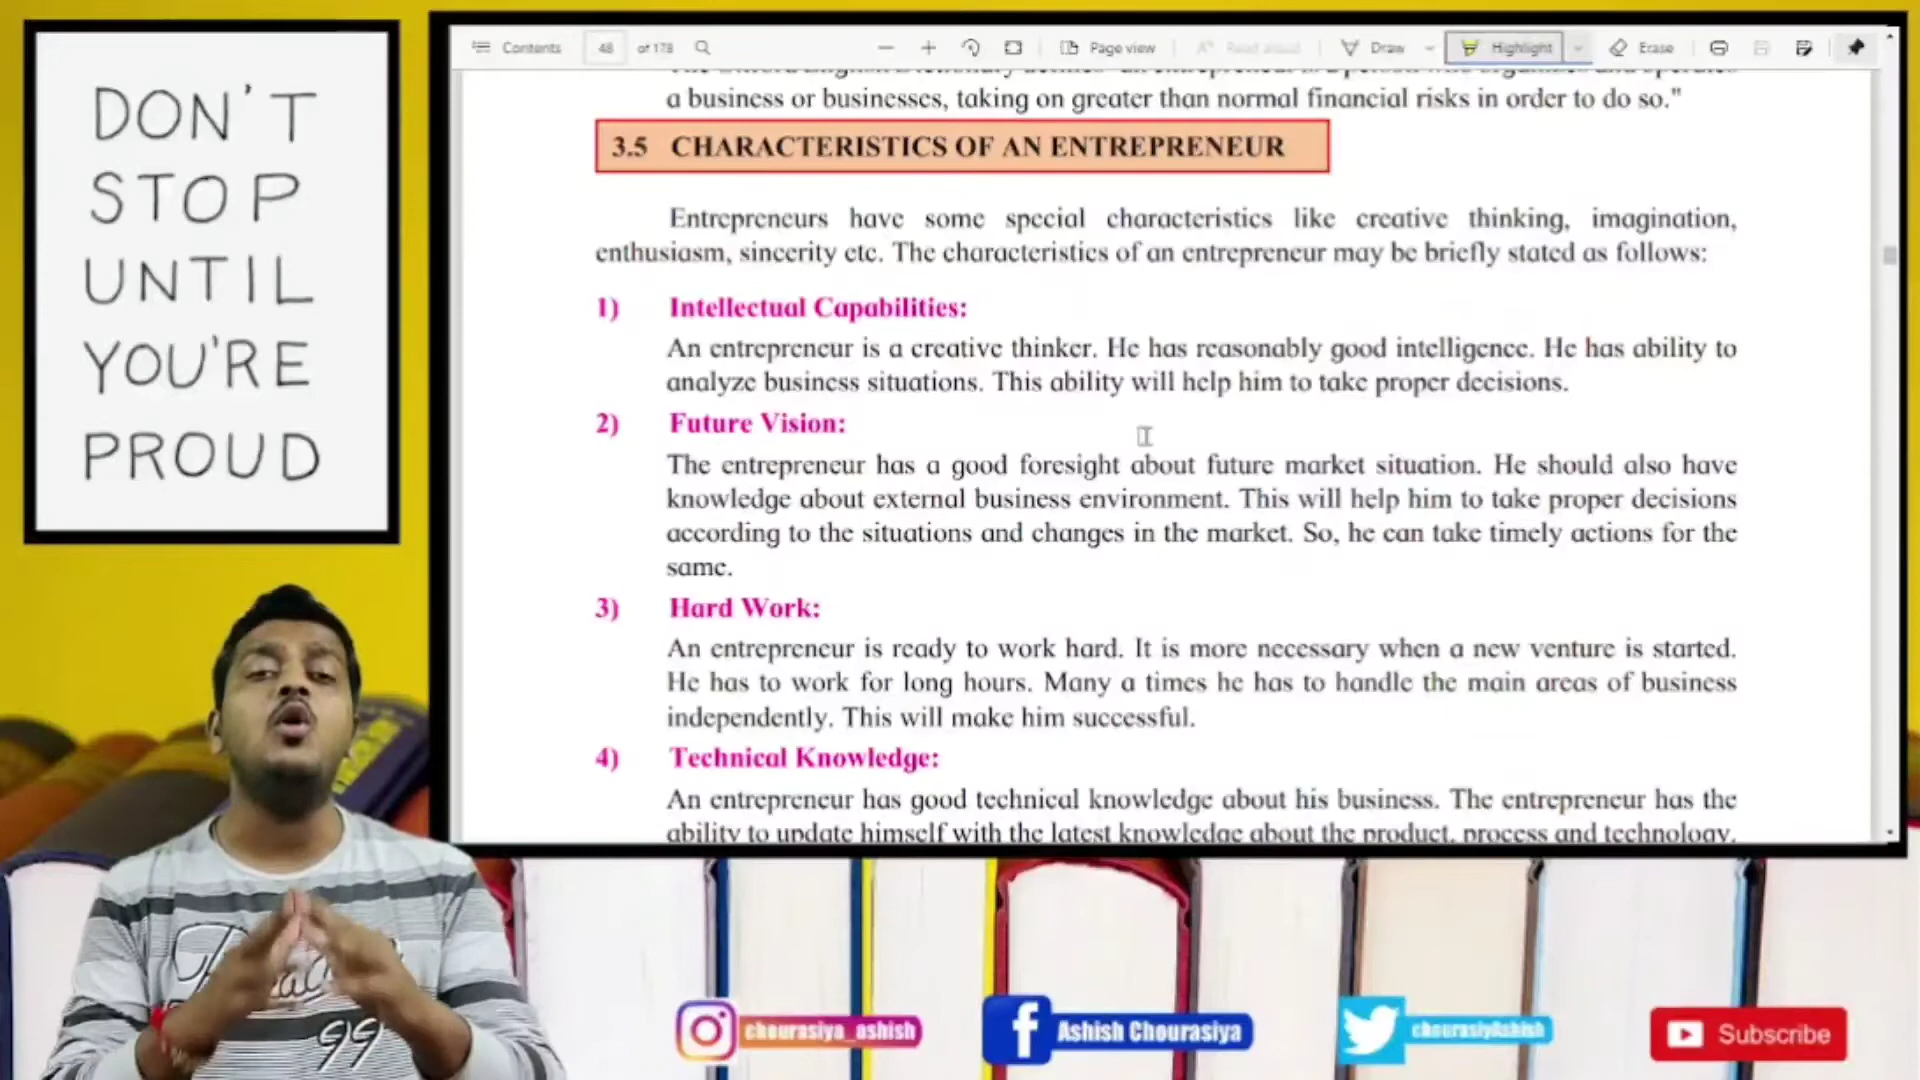 DON'T
STOP
UNTIL
YOU'RE
PROUD
Contents 48 of 178 Page view Read aloud Draw Highlight Erase
a business or businesses, taking on greater than normal financial risks in order to do so."
3.5 CHARACTERISTICS OF AN ENTREPRENEUR
Entrepreneurs have some special characteristics like creative thinking, imagination,
enthusiasm, sincerity etc. The characteristics of an entrepreneur may be briefly stated as follows:
1) Intellectual Capabilities:
An entrepreneur is a creative thinker. He has reasonably good intelligence. He has ability to
analyze business situations. This ability will help him to take proper decisions.
2) Future Vision:
The entrepreneur has a good foresight about future market situation. He should also have
knowledge about external business environment. This will help him to take proper decisions
according to the situations and changes in the market. So, he can take timely actions for the
same.
3) Hard Work:
An entrepreneur is ready to work hard. It is more necessary when a new venture is started.
He has to work for long hours. Many a times he has to handle the main areas of business
independently. This will make him successful.
4) Technical Knowledge:
An entrepreneur has good technical knowledge about his business. The entrepreneur has the
ability to update himself with the latest knowledge about the product, process and technology.
99
chourasiya_ashish
Ashish Chourasiya
chourasiyAshish
Subscribe